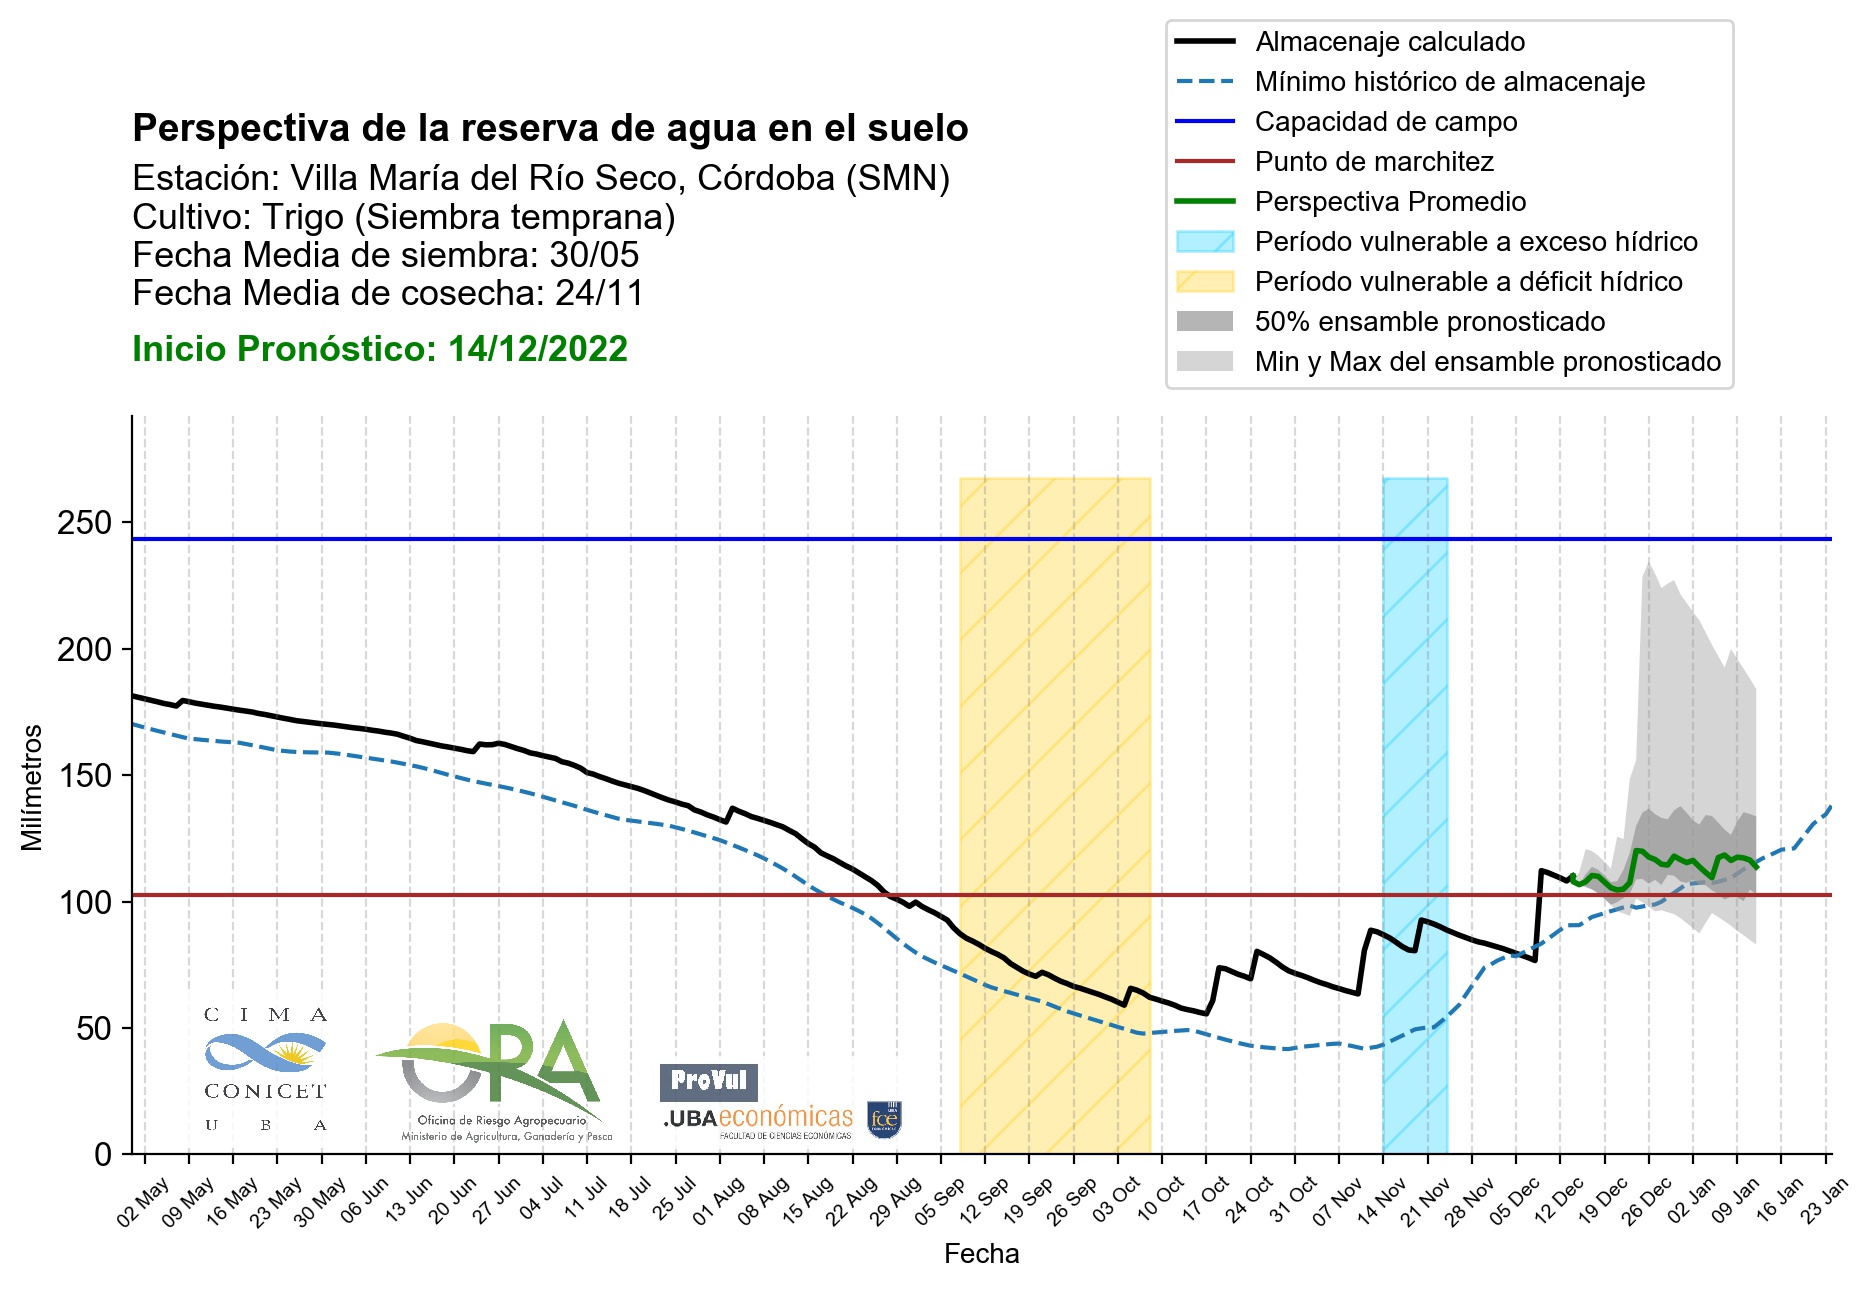 Almacenaje calculado
Mínimo histórico de almacenaje
Capacidad de campo
Punto de marchitez
Perspectiva Promedio
Período vulnerable a exceso hídrico
Período vulnerable a déficit hídrico
50% ensamble pronosticado
Min y Max del ensamble pronosticado
Perspectiva de la reserva de agua en el suelo
Estación: Villa María del Río Seco, Córdoba (SMN)
Cultivo: Trigo (Siembra temprana)
Fecha Media de siembra: 30/05
Fecha Media de cosecha: 24/11
Inicio Pronóstico: 14/12/2022
Milímetros
250
200
150
100
50
0
C I M A
CONICET
U B A
ORA
Oficina de Riesgo Agropecuario
Ministerio de Agricultura, Ganadería y Pesca
ProVul
.UBAeconómicas
FACULTAD DE CIENCIAS ECONÓMICAS
UBA
fce
ECONÓMICAS
02 May
09 May
16 May
23 May
30 May
06 Jun
13 Jun
20 Jun
27 Jun
04 Jul
11 Jul
18 Jul
25 Jul
01 Aug
08 Aug
15 Aug
22 Aug
29 Aug
05 Sep
12 Sep
19 Sep
26 Sep
03 Oct
10 Oct
17 Oct
24 Oct
31 Oct
07 Nov
14 Nov
21 Nov
28 Nov
05 Dec
12 Dec
19 Dec
26 Dec
02 Jan
09 Jan
16 Jan
23 Jan
Fecha